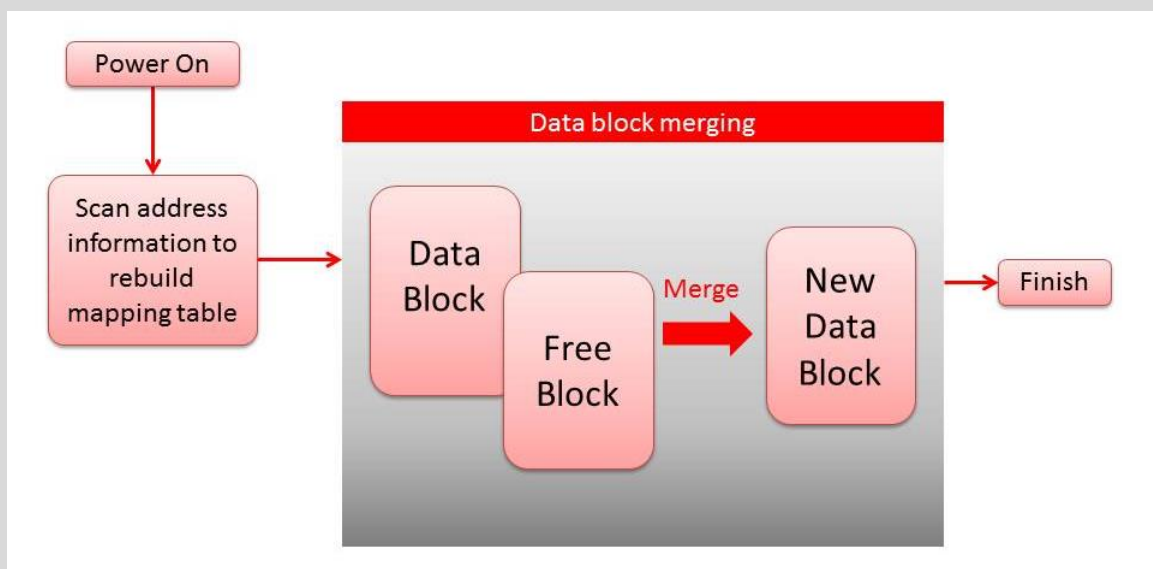 Power On
Scan address
information to
rebuild
mapping table
Data block merging
Data
Block
Free
Block
Merge
New
Data
Block
Finish